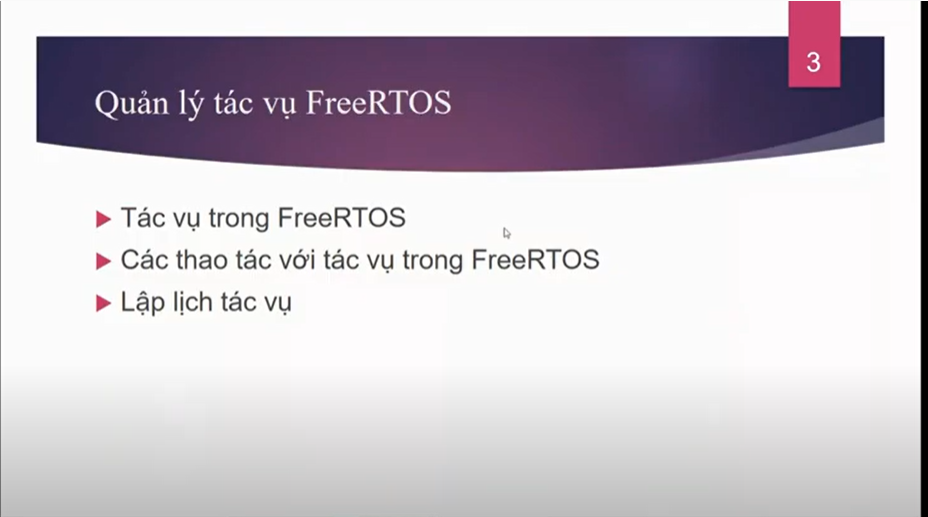 3
Quản lý tác vụ FreeRTOS
Tác vụ trong FreeRTOS
Các thao tác với tác vụ trong FreeRTOS
Lập lịch tác vụ